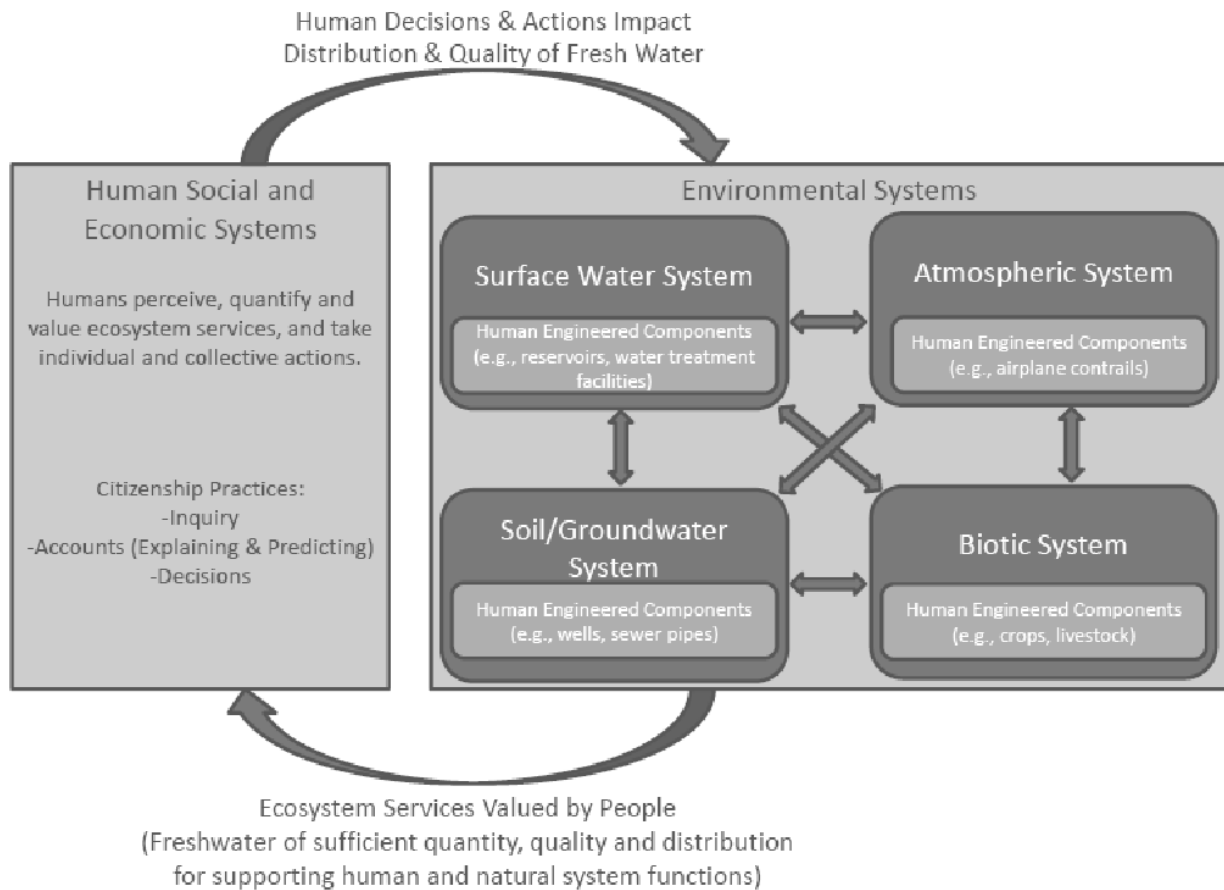 Human Decisions & Actions Impact
Distribution & Quality of Fresh Water
Human Social and
Economic Systems
Humans perceive, quantify and
value ecosystem services, and take
individual and collective actions.
Citizenship Practices:
-Inquiry
-Accounts (Explaining & Predicting)
-Decisions
Environmental Systems
Surface Water System
Human Engineered Components
(e.g., reservoirs, water treatment
facilities)
Atmospheric System
Human Engineered Components
(e.g., airplane contrails)
Soil/Groundwater
System
Human Engineered Components
(e.g., wells, sewer pipes)
Biotic System
Human Engineered Components
(e.g., crops, livestock)
Ecosystem Services Valued by People
(Freshwater of sufficient quantity, quality and distribution
for supporting human and natural system functions)